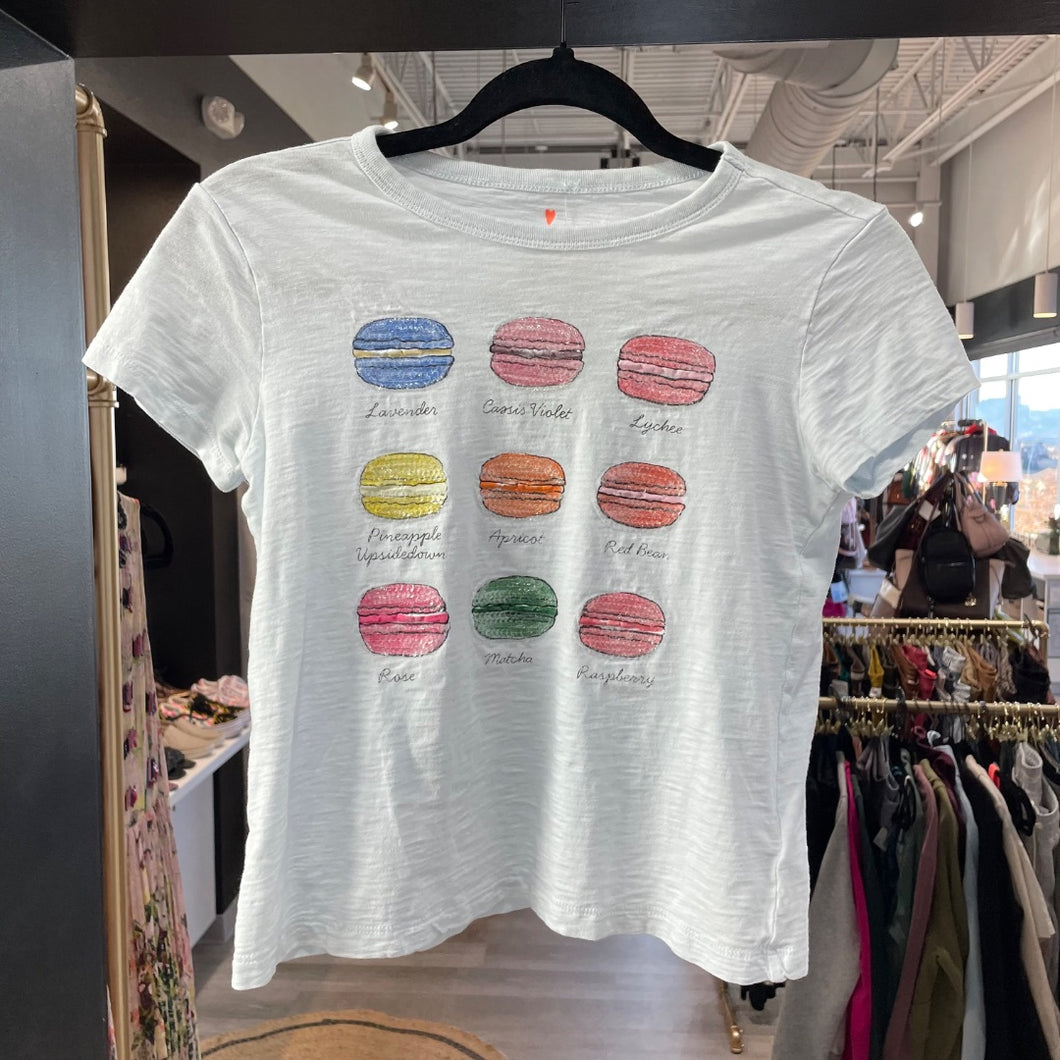 Lavender
Cassis Violet
Lychee
Pineapple
Upsidedown
Apricot
Red Bean
Rose
Matcha
Raspberry